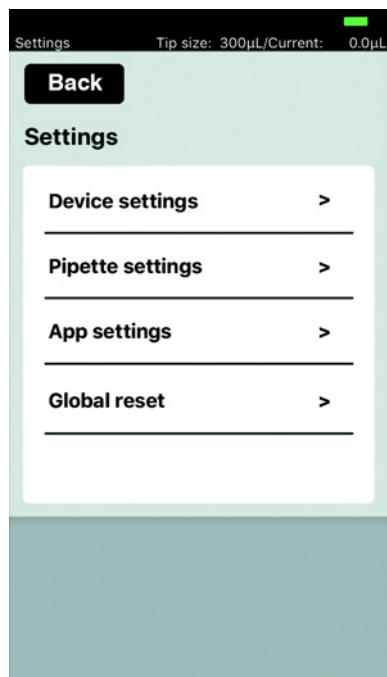 Settings Tip size: 300µL/Current: 0.0µL
Back
Settings
Device settings >
Pipette settings >
App settings >
Global reset >